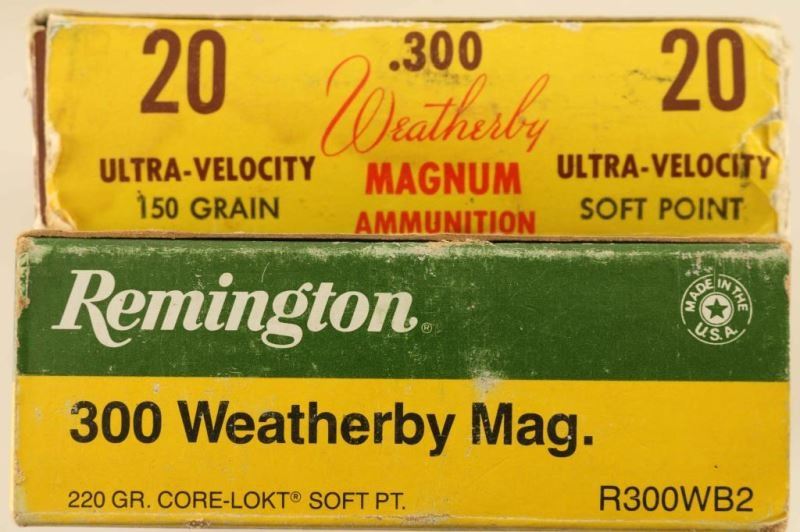 20 .300 20
Weatherby
ULTRA-VELOCITY MAGNUM ULTRA-VELOCITY
150 GRAIN AMMUNITION SOFT POINT
Remington®
MADE IN THE U.S.A.
300 Weatherby Mag.
220 GR. CORE-LOKT® SOFT PT. R300WB2